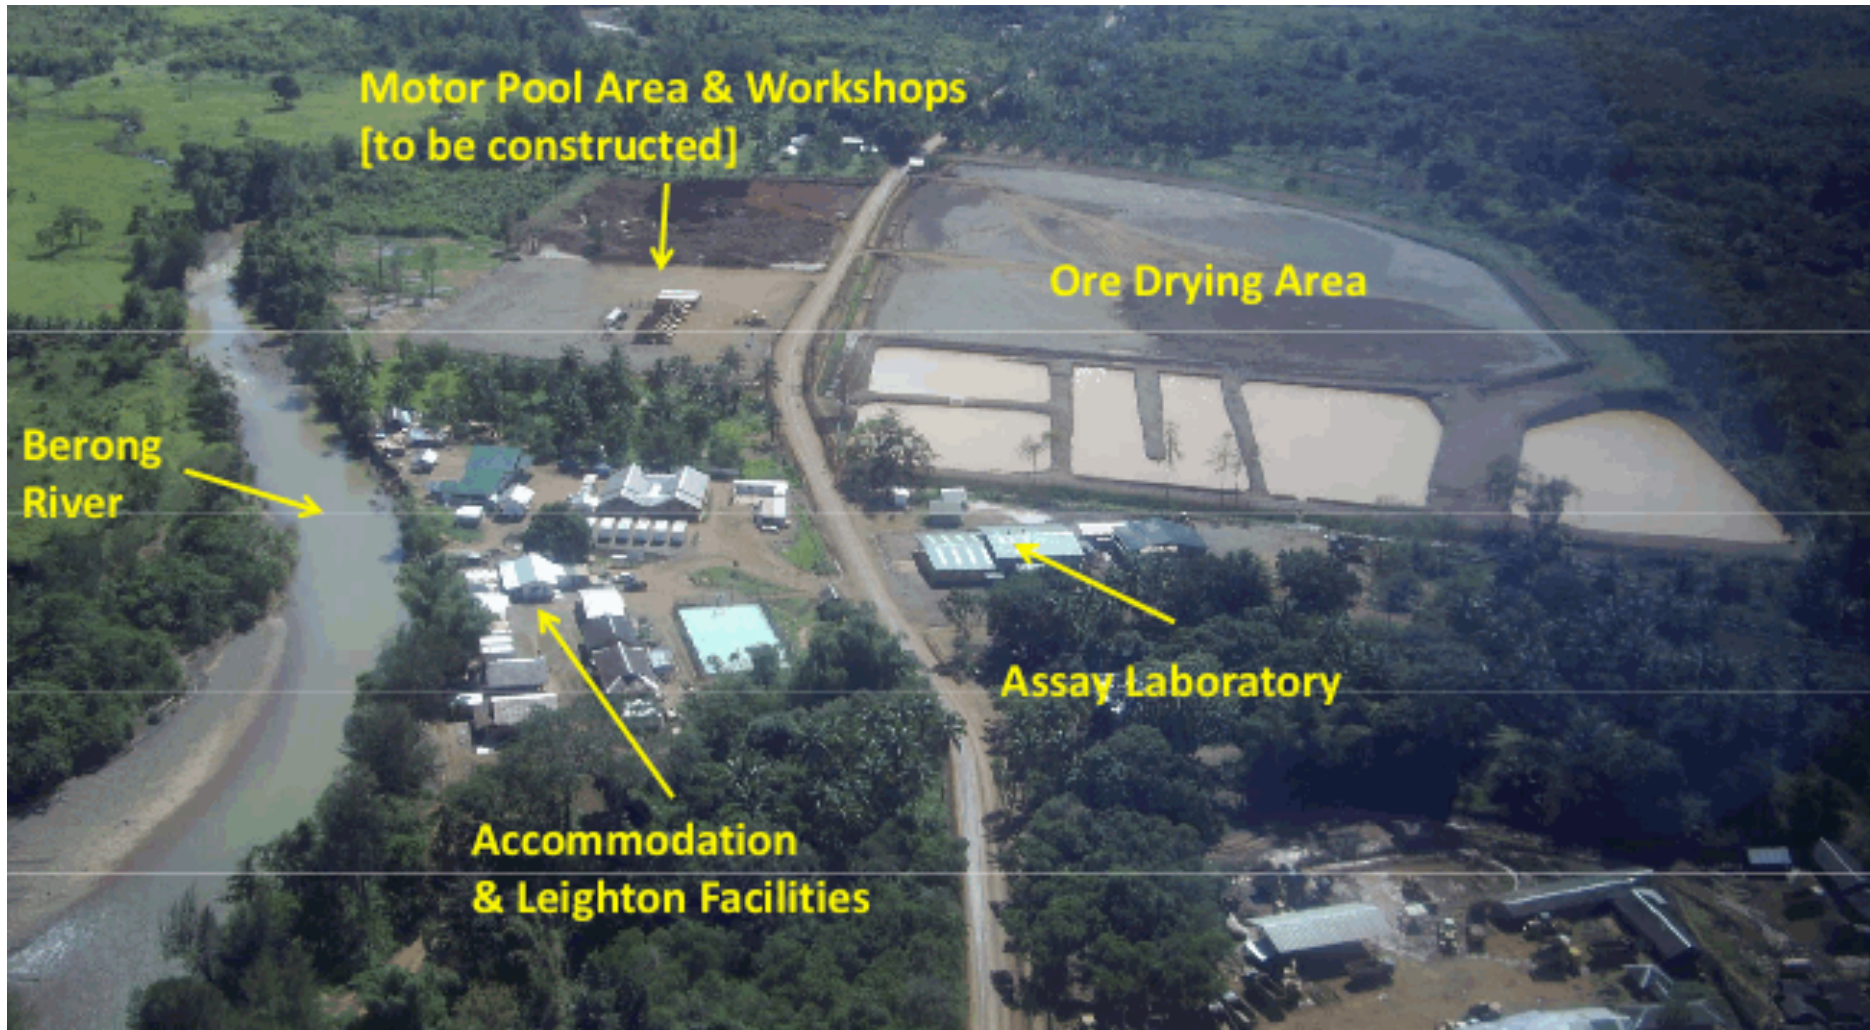 Motor Pool Area & Workshops
[to be constructed]
Ore Drying Area
Berong
River
Assay Laboratory
Accommodation
& Leighton Facilities